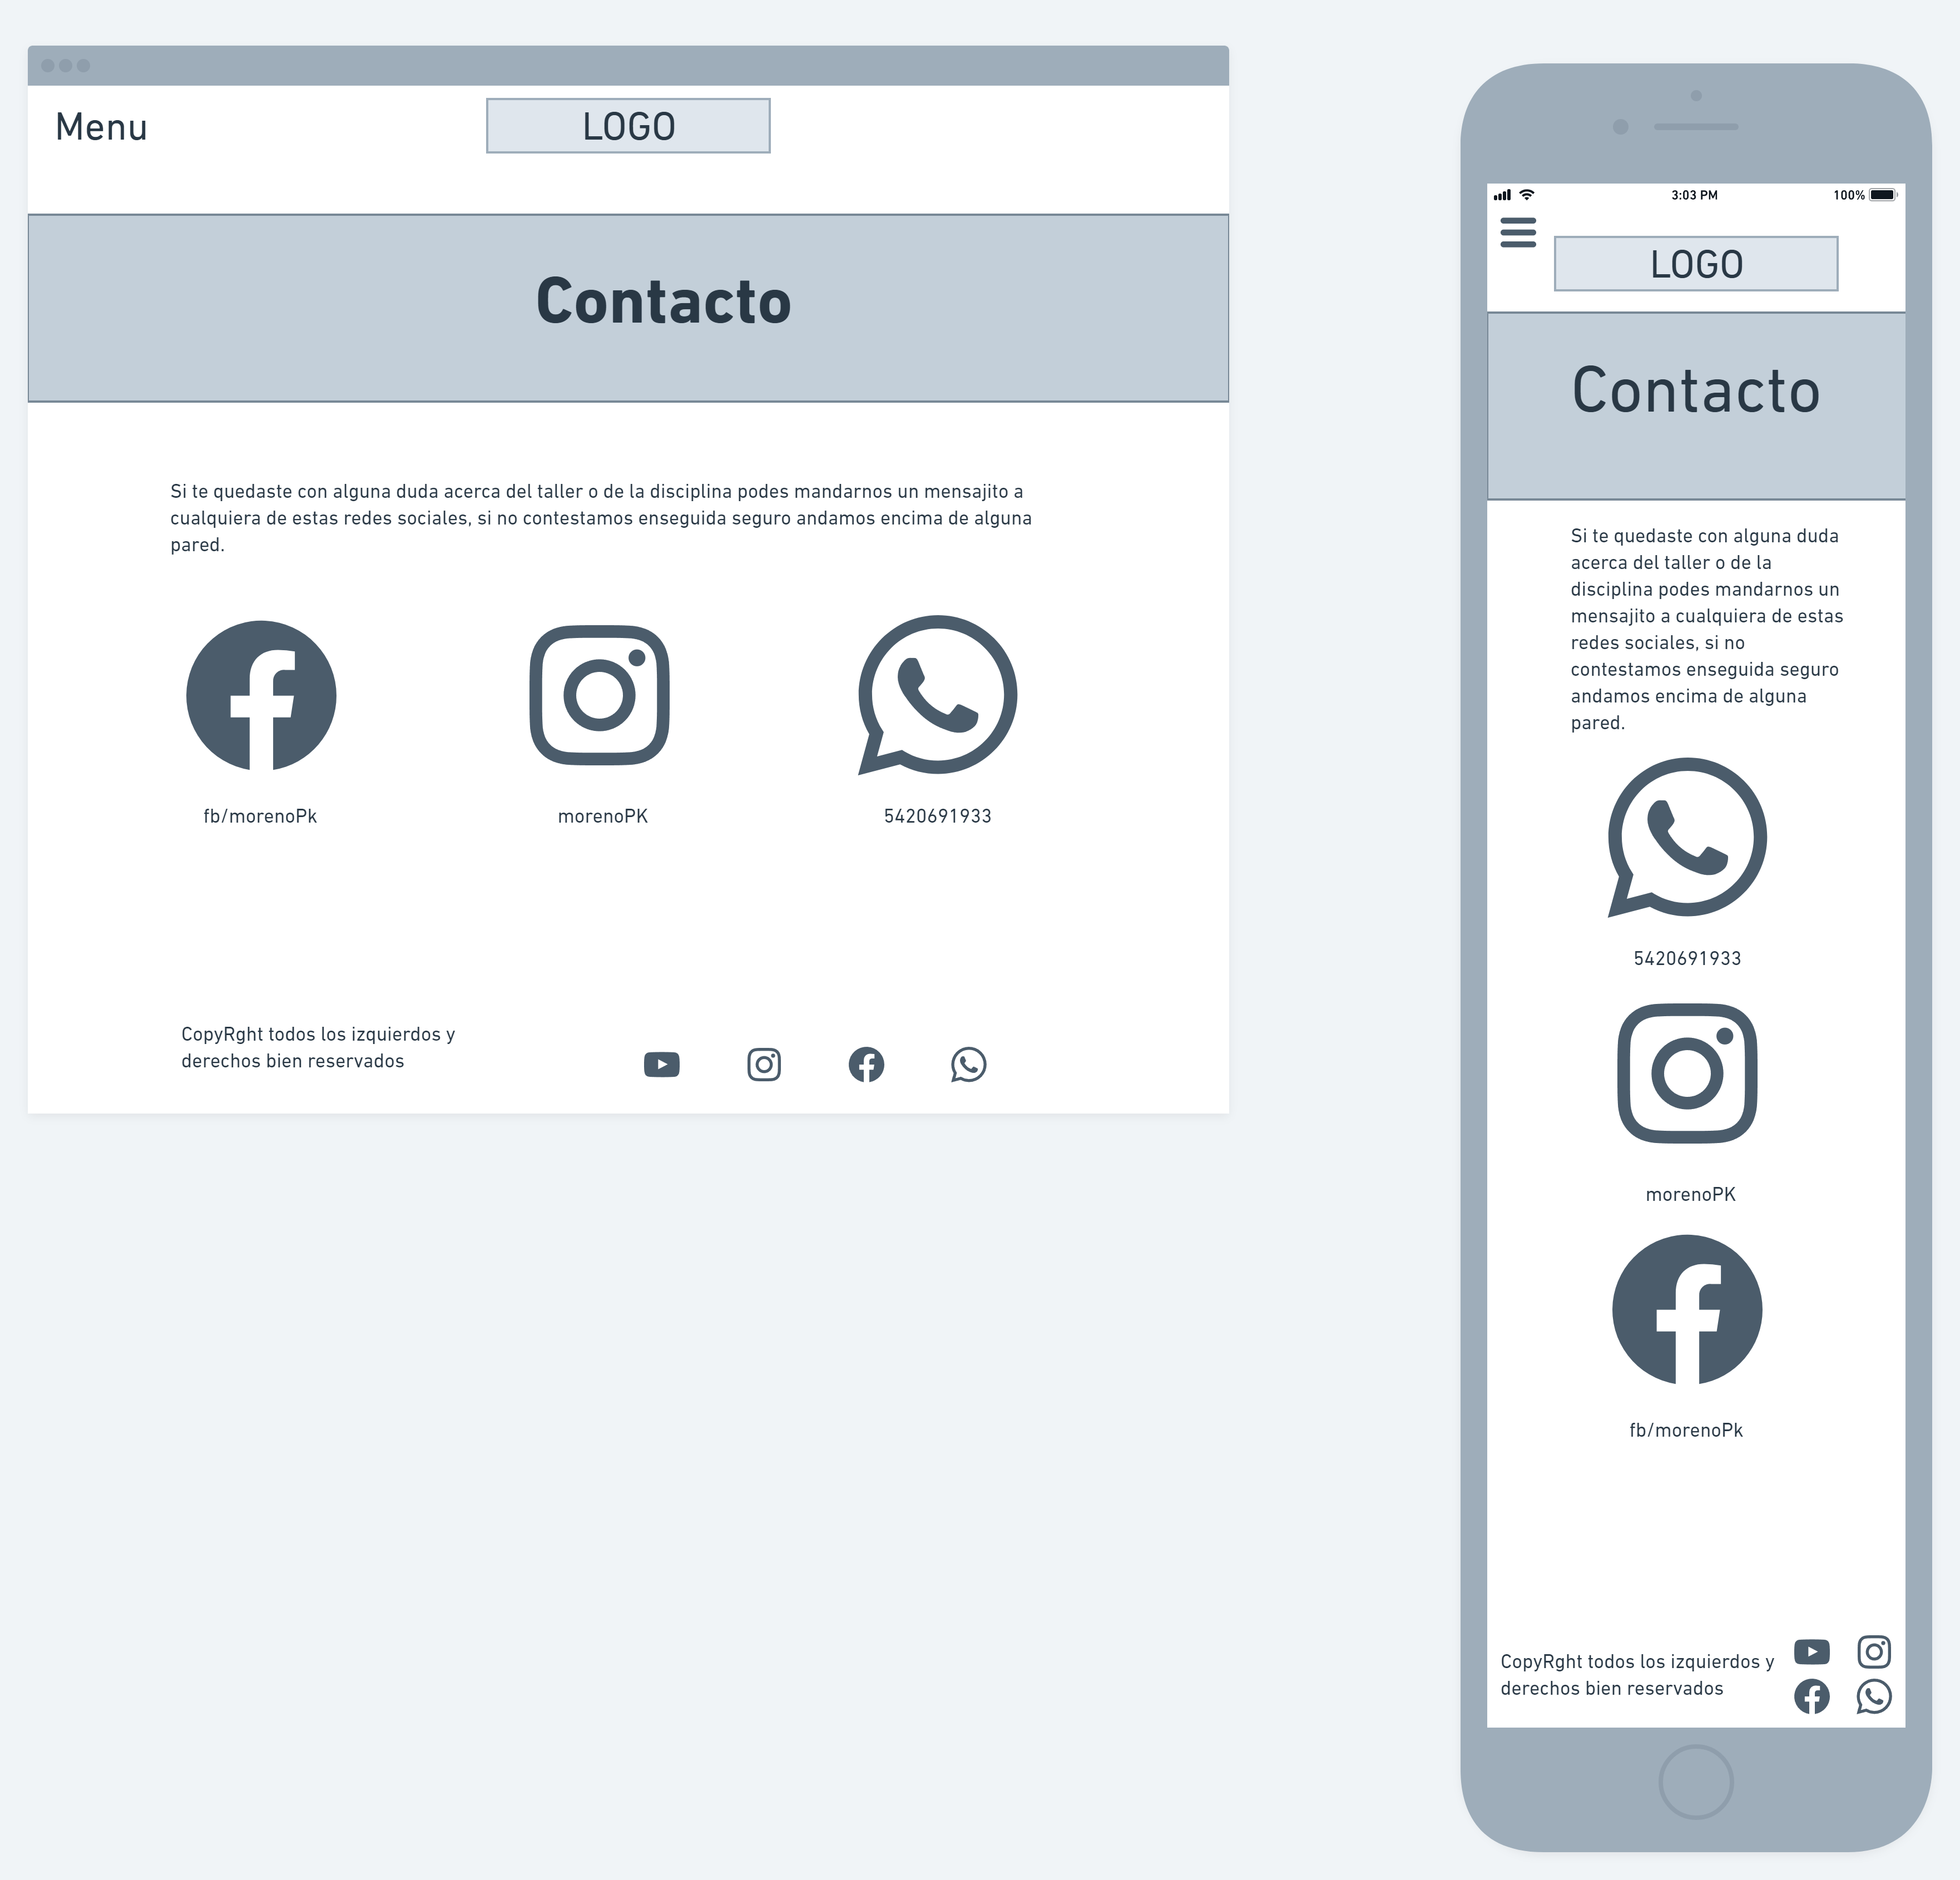 Menu
LOGO
Contacto
Si te quedaste con alguna duda acerca del taller o de la disciplina podes mandarnos un mensajito a
cualquiera de estas redes sociales, si no contestamos enseguida seguro andamos encima de alguna
pared.
fb/morenoPk
morenoPK
5420691933
CopyRght todos los izquierdos y
derechos bien reservados
3:03 PM
100%
LOGO
Contacto
Si te quedaste con alguna duda
acerca del taller o de la
disciplina podes mandarnos un
mensajito a cualquiera de estas
redes sociales, si no
contestamos enseguida seguro
andamos encima de alguna
pared.
5420691933
morenoPK
fb/morenoPk
CopyRght todos los izquierdos y
derechos bien reservados